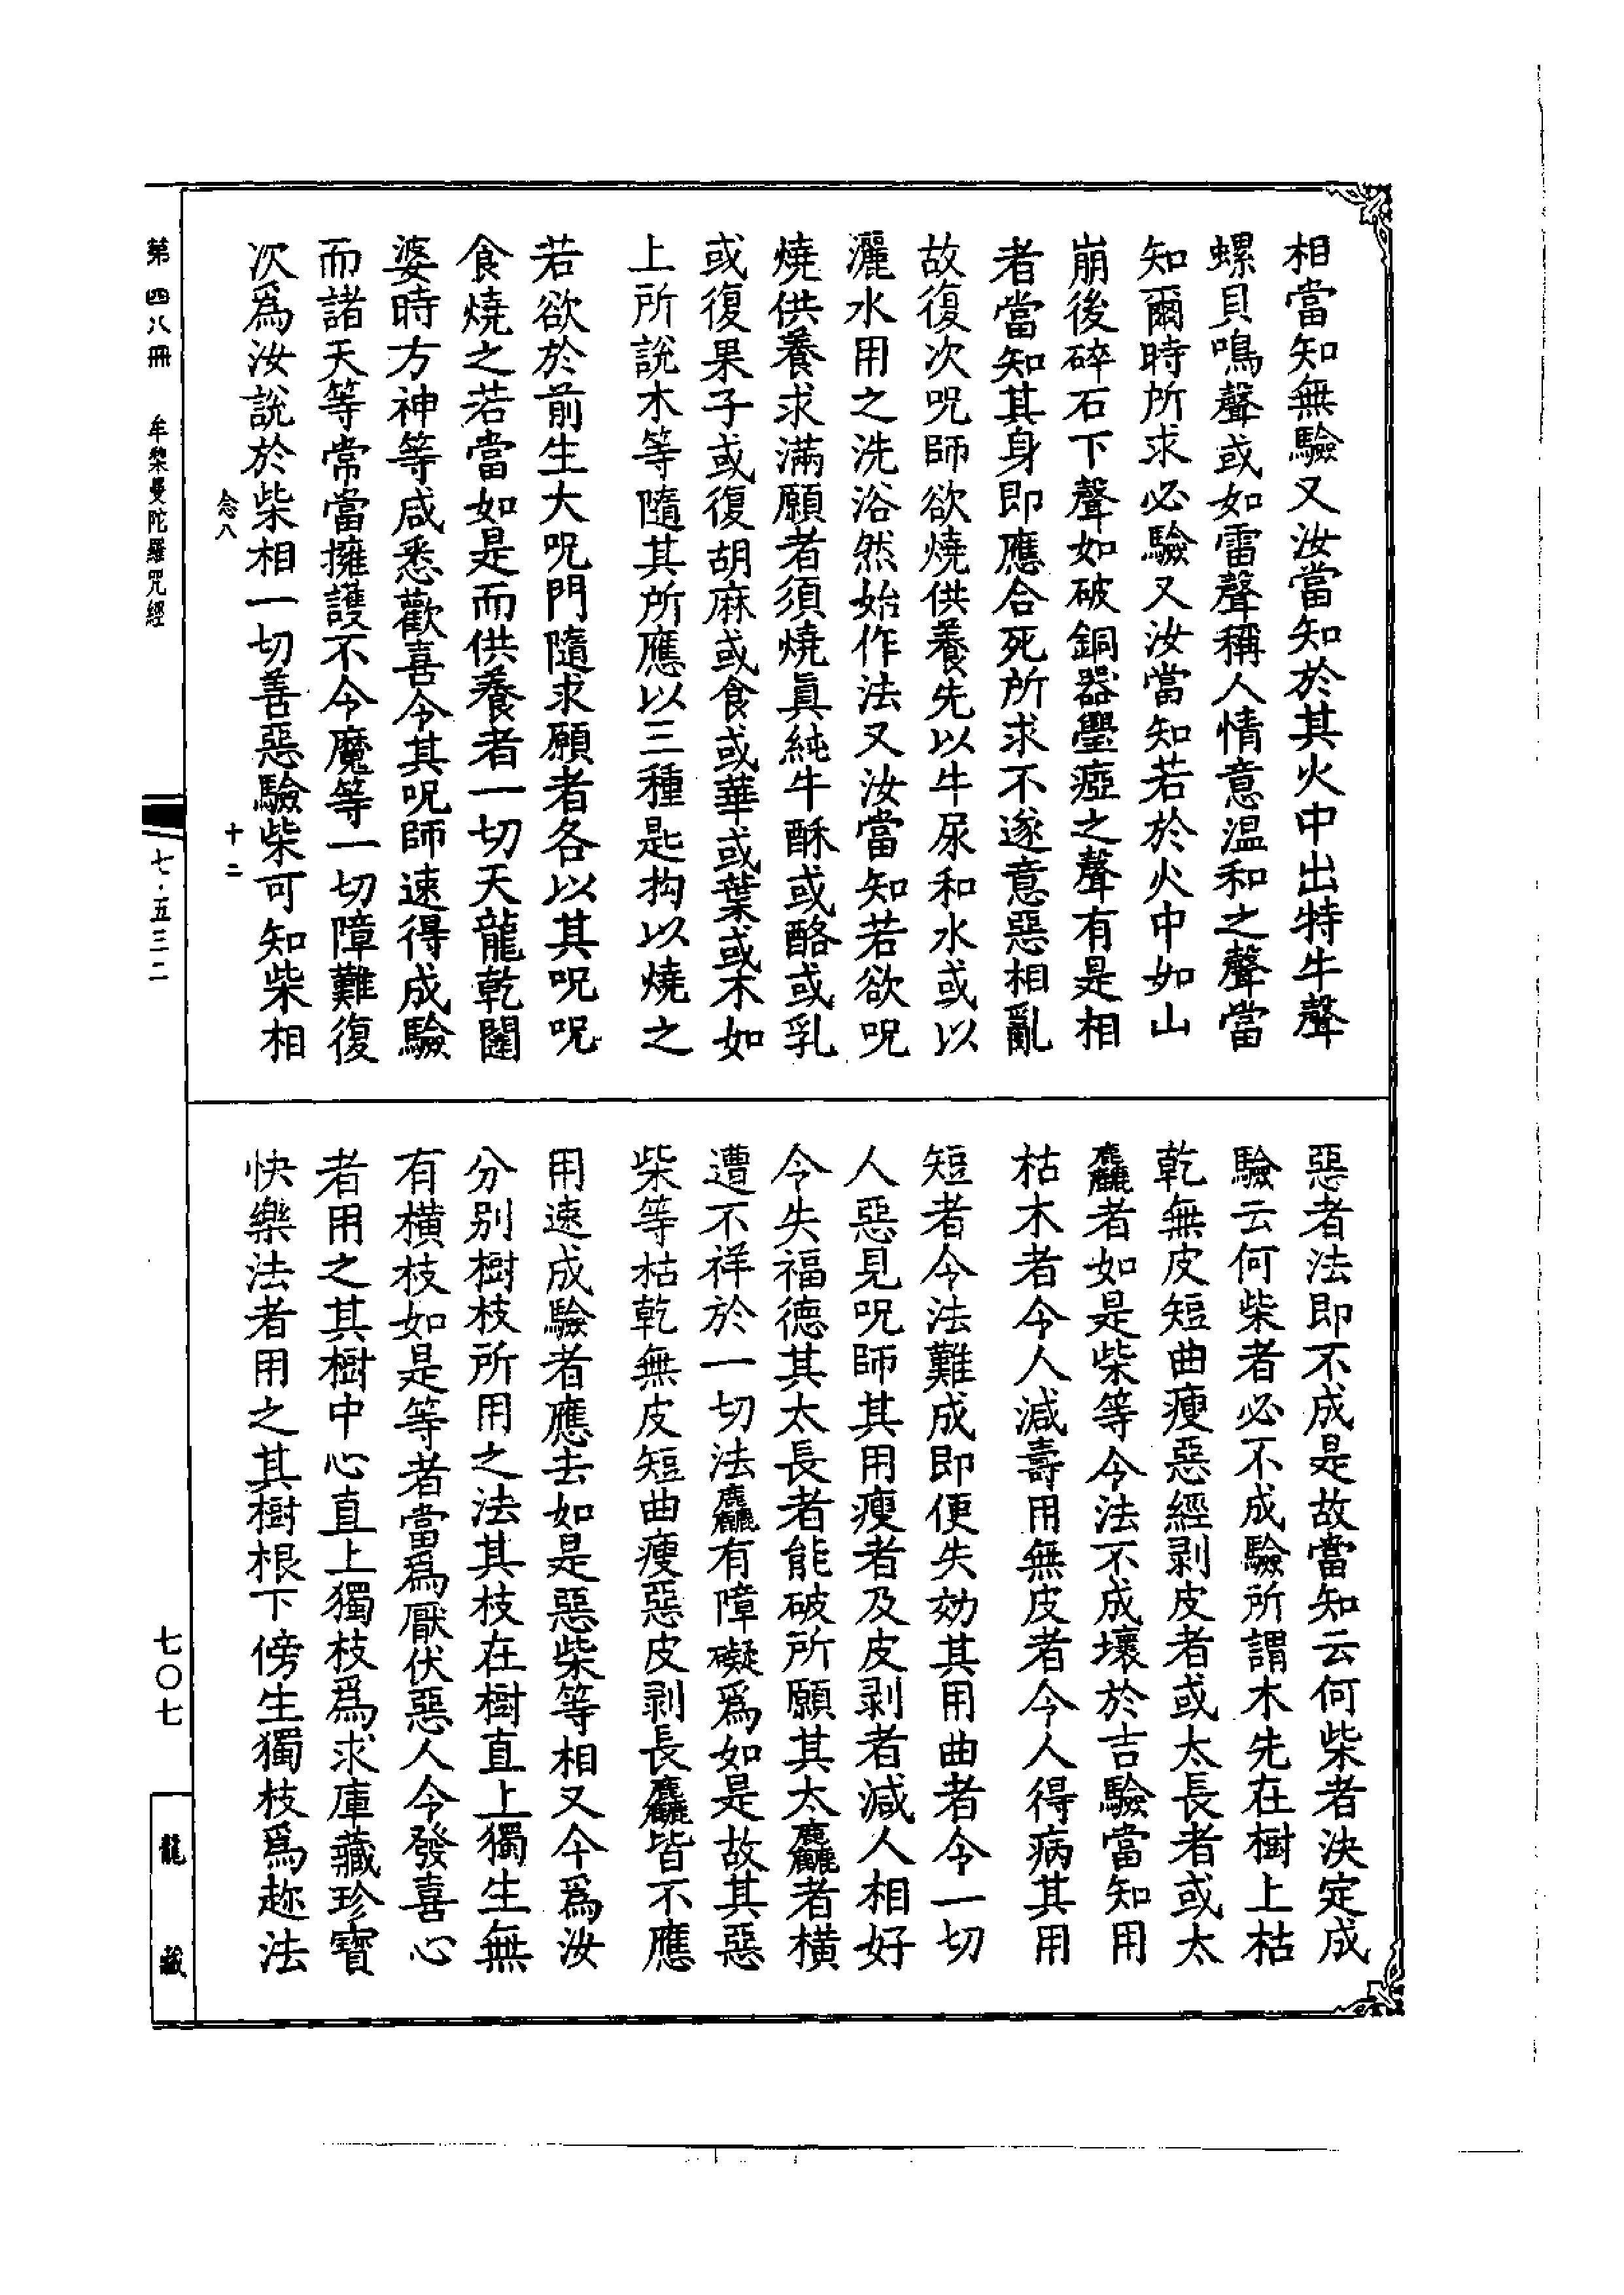 相當知無驗又汝當知於其火中出特牛聲
螺貝鳴聲或如雷聲稱人情意温和之聲當
知爾時所求必驗又汝當知若於火中如山
崩後碎石下聲如破銅器璺瘂之聲有是相
者當知其身即應合死所求不遂意惡相亂
故復次呪師欲燒供養先以牛尿和水或以
灑水用之洗浴然始作法又汝當知若欲呪
燒供養求滿願者須燒眞純牛酥或酪或乳
或復果子或復胡麻或食或華或葉或木如
上所說木等隨其所應以三種匙抅以燒之
若欲於前生大呪門隨求願者各以其呪呪
食燒之若當如是而供養者一切天龍乾闥
婆時方神等咸悉歡喜令其呪師速得成驗
而諸天等常當擁護不令魔等一切障難復
次爲汝說於柴相一切善惡驗柴可知柴相
念八
十二
惡者法即不成是故當知云何柴者決定成
驗云何柴者必不成驗所謂木先在樹上枯
乾無皮短曲瘦惡經剥皮者或太長者或太
麤者如是柴等令法不成壞於吉驗當知用
枯木者令人減壽用無皮者令人得病其用
短者令法難成即便失効其用曲者令一切
人惡見呪師其用瘦者及皮剥者減人相好
令失福德其太長者能破所願其太麤者橫
遭不祥於一切法麤有障礙爲如是故其惡
柴等枯乾無皮短曲瘦惡皮剥長麤皆不應
用速成驗者應去如是惡柴等相又今爲汝
分別樹枝所用之法其枝在樹直上獨生無
有橫枝如是等者當爲厭伏惡人令發喜心
者用之其樹中心直上獨枝爲求庫藏珍寶
快樂法者用之其樹根下傍生獨枝爲趂法
第四八冊
牟棃曼陀羅咒經
七·五三二
七〇七
龍藏